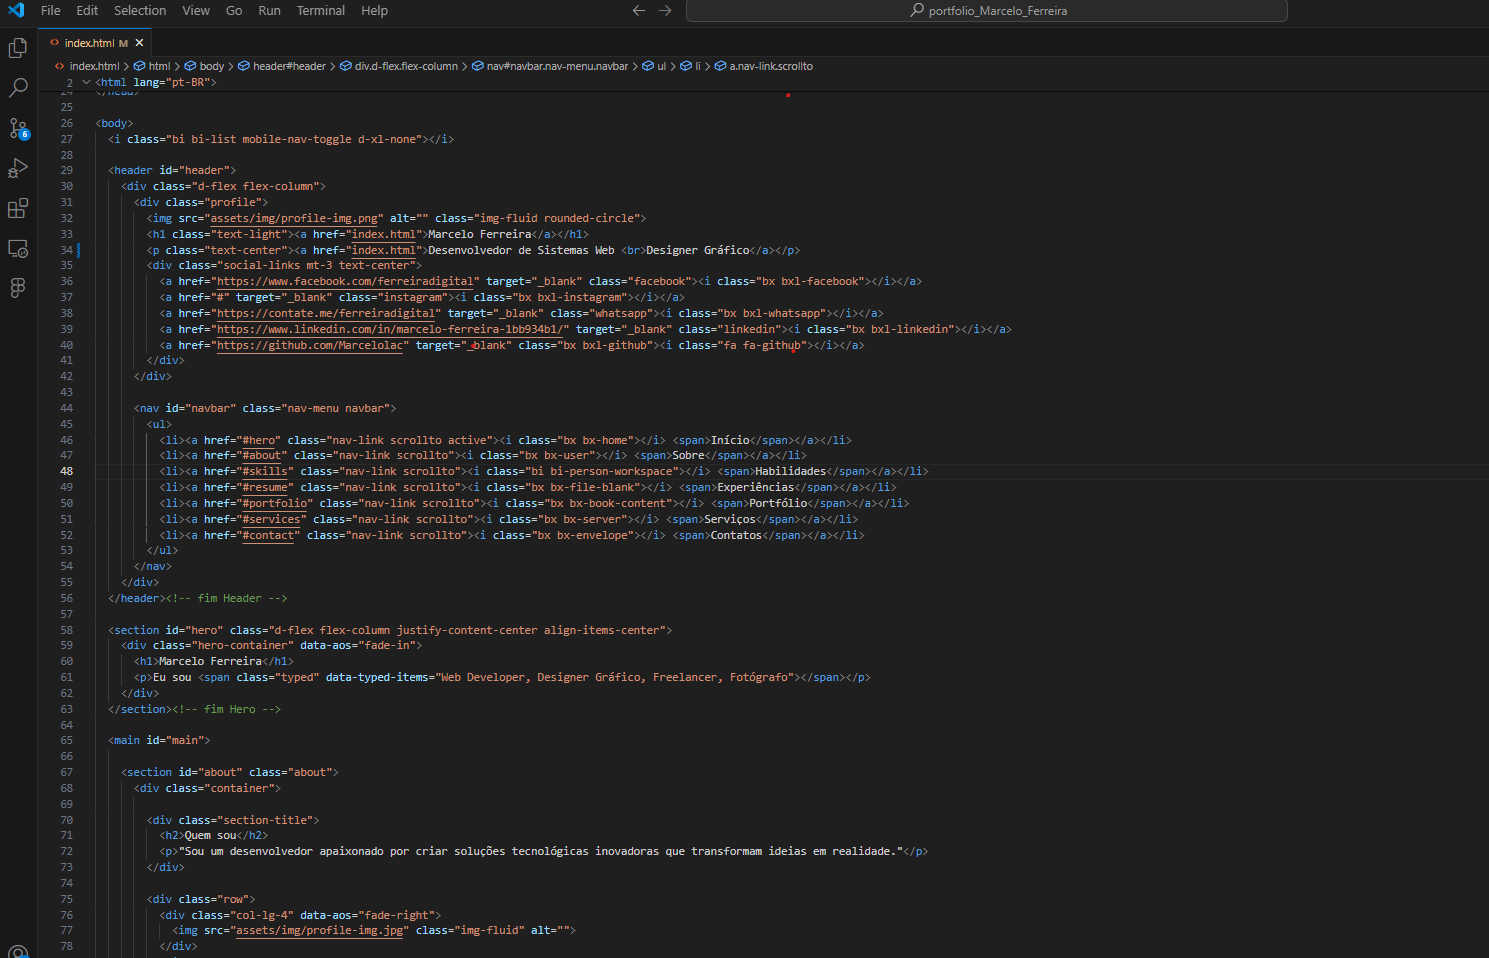 File Edit Selection View Go Run Terminal Help
portfolio_Marcelo_Ferreira
index.html M
index.html > html > body > header#header > div.d-flex.flex-column > nav#navbar.nav-menu.navbar > ul > li > a.nav-link.scrollto
2 <html lang="pt-BR">
24 </head>
25
26 <body>
27 <i class="bi bi-list mobile-nav-toggle d-xl-none"></i>
28
29 <header id="header">
30 <div class="d-flex flex-column">
31 <div class="profile">
32 <img src="assets/img/profile-img.png" alt="" class="img-fluid rounded-circle">
33 <h1 class="text-light"><a href="index.html">Marcelo Ferreira</a></h1>
34 <p class="text-center"><a href="index.html">Desenvolvedor de Sistemas Web <br>Designer Gráfico</a></p>
35 <div class="social-links mt-3 text-center">
36 <a href="https://www.facebook.com/ferreiradigital" target="_blank" class="facebook"><i class="bx bxl-facebook"></i></a>
37 <a href="#" target="_blank" class="instagram"><i class="bx bxl-instagram"></i></a>
38 <a href="https://contate.me/ferreiradigital" target="_blank" class="whatsapp"><i class="bx bxl-whatsapp"></i></a>
39 <a href="https://www.linkedin.com/in/marcelo-ferreira-1bb934b1/" target="_blank" class="linkedin"><i class="bx bxl-linkedin"></i></a>
40 <a href="https://github.com/Marcelolac" target="_blank" class="bx bxl-github"><i class="fa fa-github"></i></a>
41 </div>
42 </div>
43
44 <nav id="navbar" class="nav-menu navbar">
45 <ul>
46 <li><a href="#hero" class="nav-link scrollto active"><i class="bx bx-home"></i> <span>Início</span></a></li>
47 <li><a href="#about" class="nav-link scrollto"><i class="bx bx-user"></i> <span>Sobre</span></a></li>
48 <li><a href="#skills" class="nav-link scrollto"><i class="bi bi-person-workspace"></i> <span>Habilidades</span></a></li>
49 <li><a href="#resume" class="nav-link scrollto"><i class="bx bx-file-blank"></i> <span>Experiências</span></a></li>
50 <li><a href="#portfolio" class="nav-link scrollto"><i class="bx bx-book-content"></i> <span>Portfólio</span></a></li>
51 <li><a href="#services" class="nav-link scrollto"><i class="bx bx-server"></i> <span>Serviços</span></a></li>
52 <li><a href="#contact" class="nav-link scrollto"><i class="bx bx-envelope"></i> <span>Contatos</span></a></li>
53 </ul>
54 </nav>
55 </div>
56 </header><!-- fim Header -->
57
58 <section id="hero" class="d-flex flex-column justify-content-center align-items-center">
59 <div class="hero-container" data-aos="fade-in">
60 <h1>Marcelo Ferreira</h1>
61 <p>Eu sou <span class="typed" data-typed-items="Web Developer, Designer Gráfico, Freelancer, Fotógrafo"></span></p>
62 </div>
63 </section><!-- fim Hero -->
64
65 <main id="main">
66
67 <section id="about" class="about">
68 <div class="container">
69
70 <div class="section-title">
71 <h2>Quem sou</h2>
72 <p>"Sou um desenvolvedor apaixonado por criar soluções tecnológicas inovadoras que transformam ideias em realidade."</p>
73 </div>
74
75 <div class="row">
76 <div class="col-lg-4" data-aos="fade-right">
77 <img src="assets/img/profile-img.jpg" class="img-fluid" alt="">
78 </div>
6